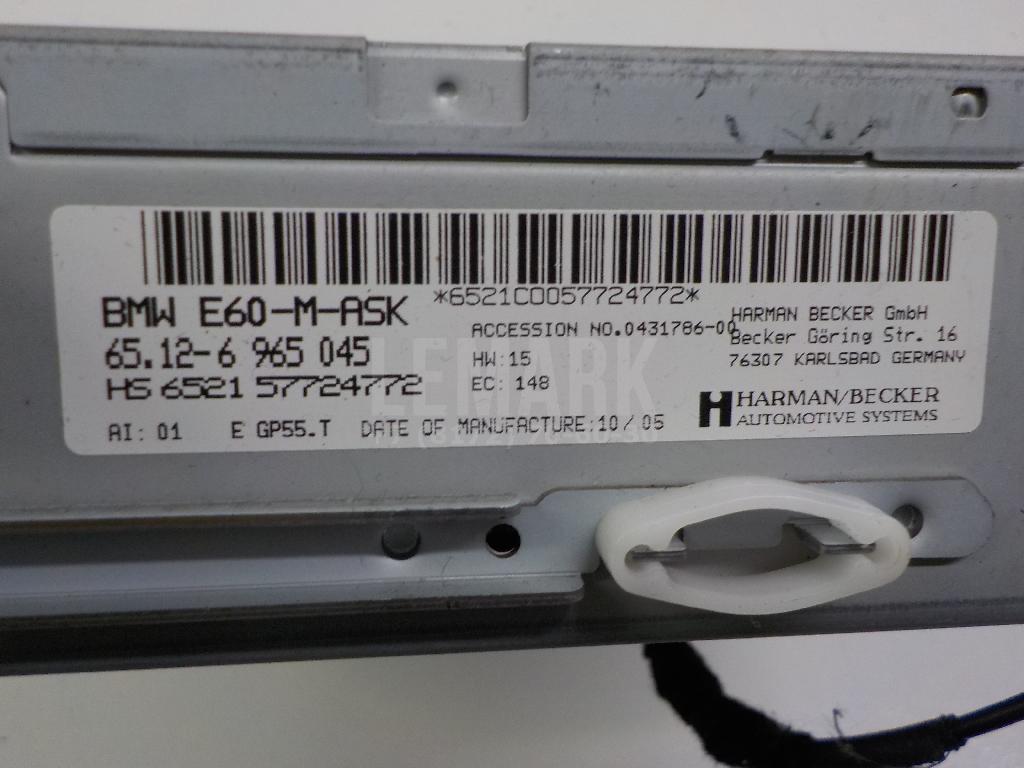 *6521C0057724772*
BMW E60-M-ASK
65.12-6 965 045
HS 6521 57724772
AI: 01 E GP55.T DATE OF MANUFACTURE:10/05
ACCESSION NO.0431786-00
HW:15
EC: 148
HARMAN BECKER GmbH
Becker Göring Str. 16
76307 KARLSBAD GERMANY
HARMAN/BECKER
AUTOMOTIVE SYSTEMS
LEMARK